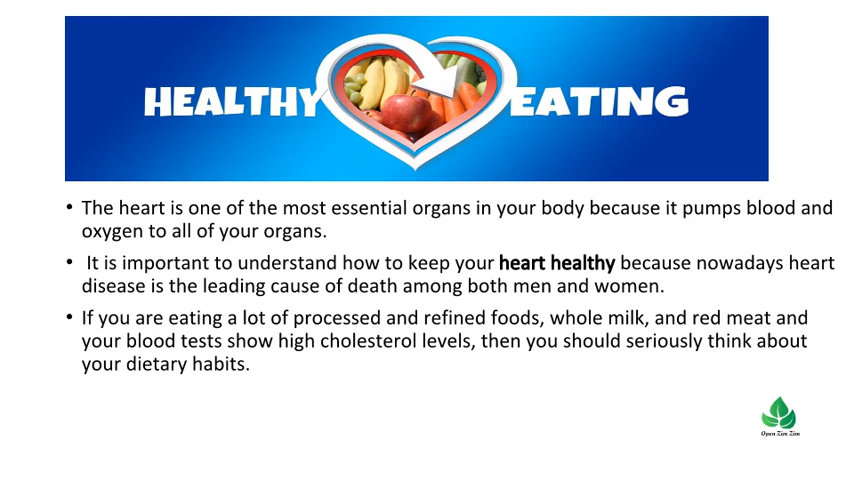 HEALTHY EATING
• The heart is one of the most essential organs in your body because it pumps blood and
oxygen to all of your organs.
• It is important to understand how to keep your heart healthy because nowadays heart
disease is the leading cause of death among both men and women.
• If you are eating a lot of processed and refined foods, whole milk, and red meat and
your blood tests show high cholesterol levels, then you should seriously think about
your dietary habits.
Open Zim Zim